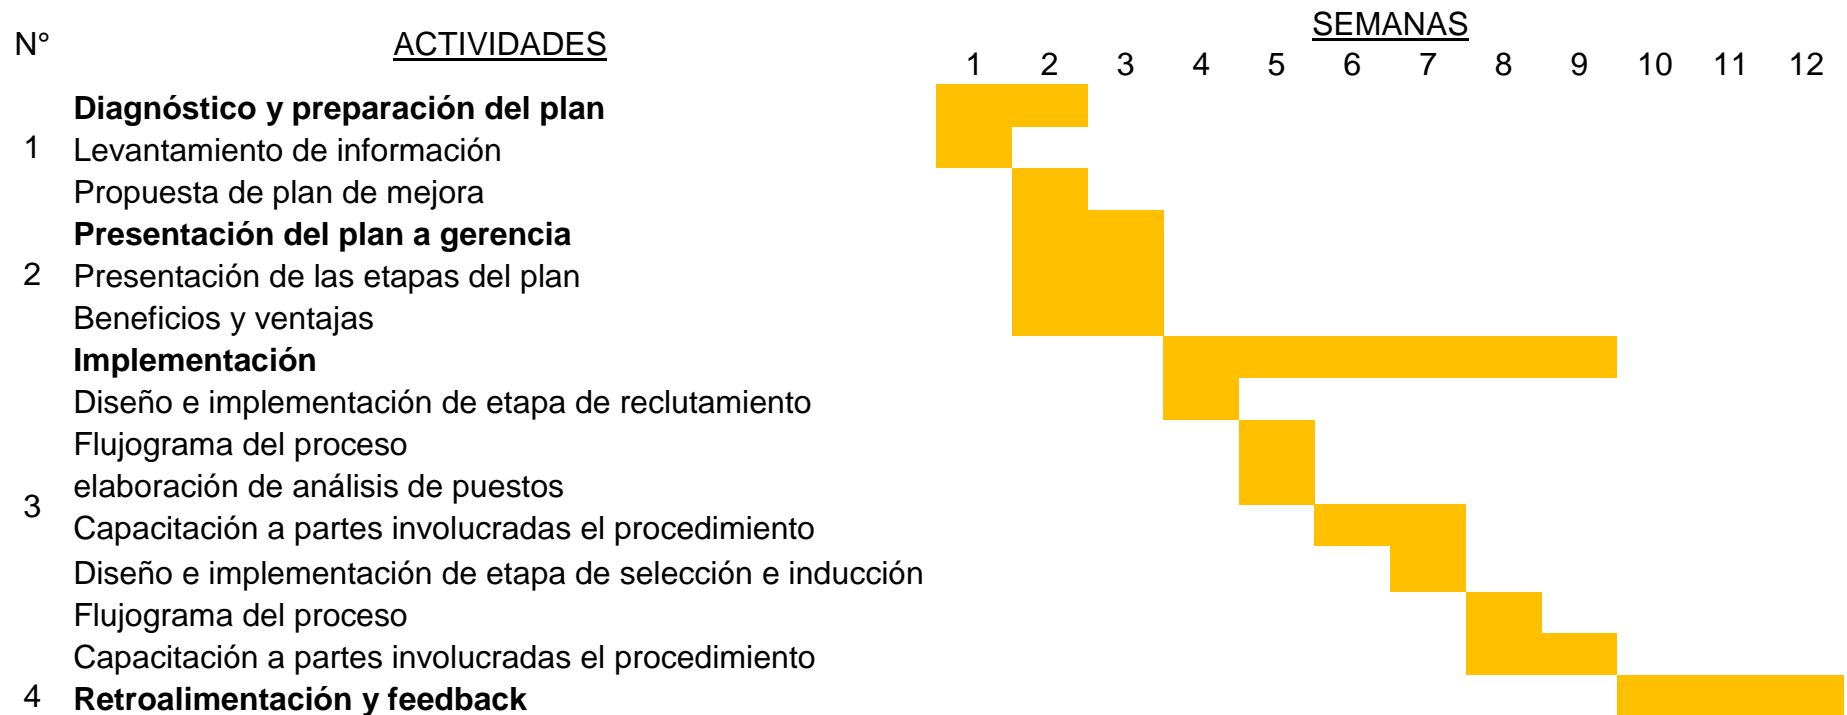 SEMANAS
N° ACTIVIDADES
1 2 3 4 5 6 7 8 9 10 11 12
Diagnóstico y preparación del plan
1 Levantamiento de información
Propuesta de plan de mejora
Presentación del plan a gerencia
2 Presentación de las etapas del plan
Beneficios y ventajas
Implementación
Diseño e implementación de etapa de reclutamiento
Flujograma del proceso
elaboración de análisis de puestos
3
Capacitación a partes involucradas el procedimiento
Diseño e implementación de etapa de selección e inducción
Flujograma del proceso
Capacitación a partes involucradas el procedimiento
4 Retroalimentación y feedback